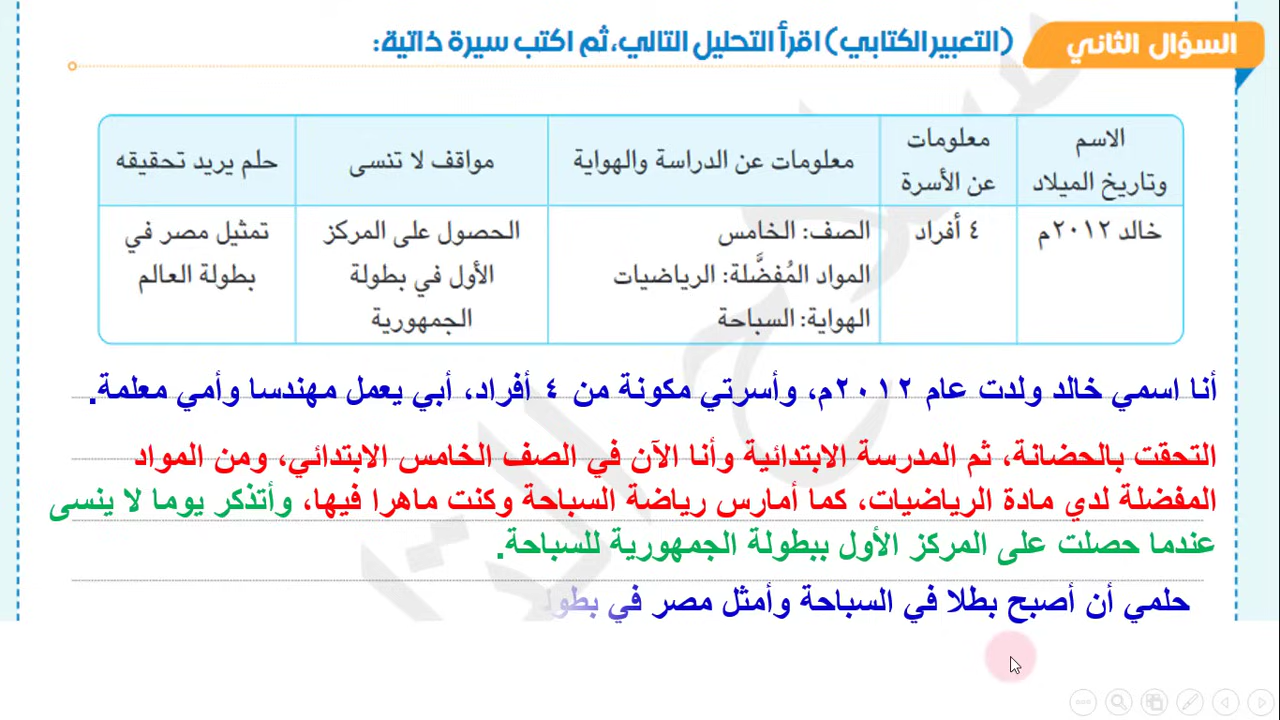 السؤال الثاني (التعبير الكتابي) اقرأ التحليل التالي، ثم اكتب سيرة ذاتية:
الاسم
وتاريخ الميلاد
معلومات
عن الأسرة
معلومات عن الدراسة والهواية
مواقف لا تنسى
حلم يريد تحقيقه
خالد ٢٠١٢م
٤ أفراد
الصف: الخامس
المواد المُفضَّلة: الرياضيات
الهواية: السباحة
الحصول على المركز
الأول في بطولة
الجمهورية
تمثيل مصر في
بطولة العالم
أنا اسمي خالد ولدت عام ٢٠١٢م، وأسرتي مكونة من ٤ أفراد، أبي يعمل مهندسا وأمي معلمة.
التحقت بالحضانة، ثم المدرسة الابتدائية وأنا الآن في الصف الخامس الابتدائي، ومن المواد
المفضلة لدي مادة الرياضيات، كما أمارس رياضة السباحة وكنت ماهرا فيها، وأتذكر يوما لا ينسى
عندما حصلت على المركز الأول ببطولة الجمهورية للسباحة.
حلمي أن أصبح بطلا في السباحة وأمثل مصر في